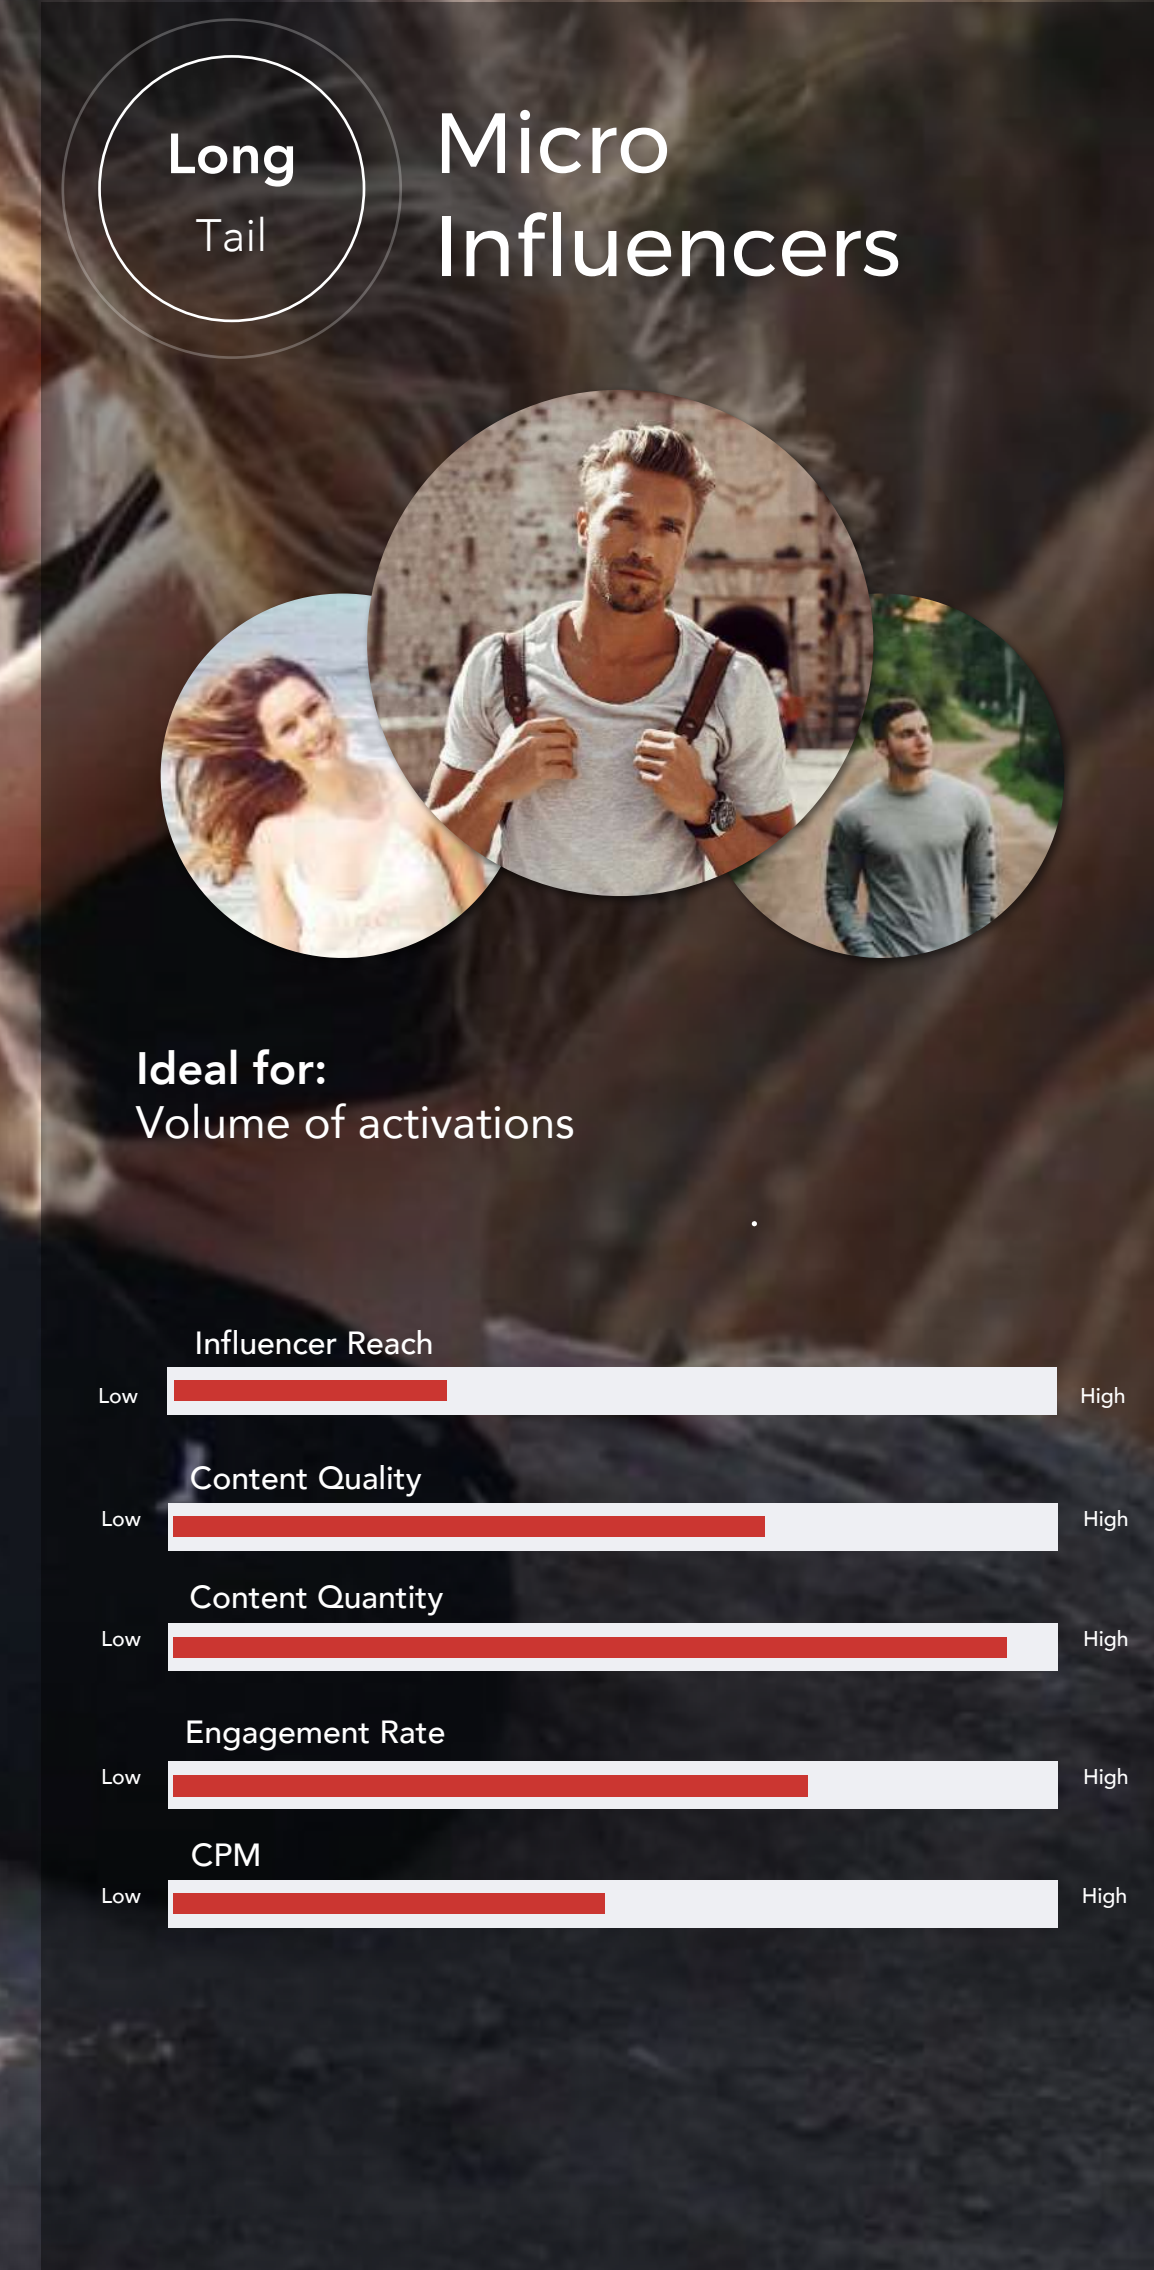 Long
Tail
Micro
Influencers
Ideal for:
Volume of activations
.
Influencer Reach
Low
High
Content Quality
Low
High
Content Quantity
Low
High
Engagement Rate
Low
High
CPM
Low
High